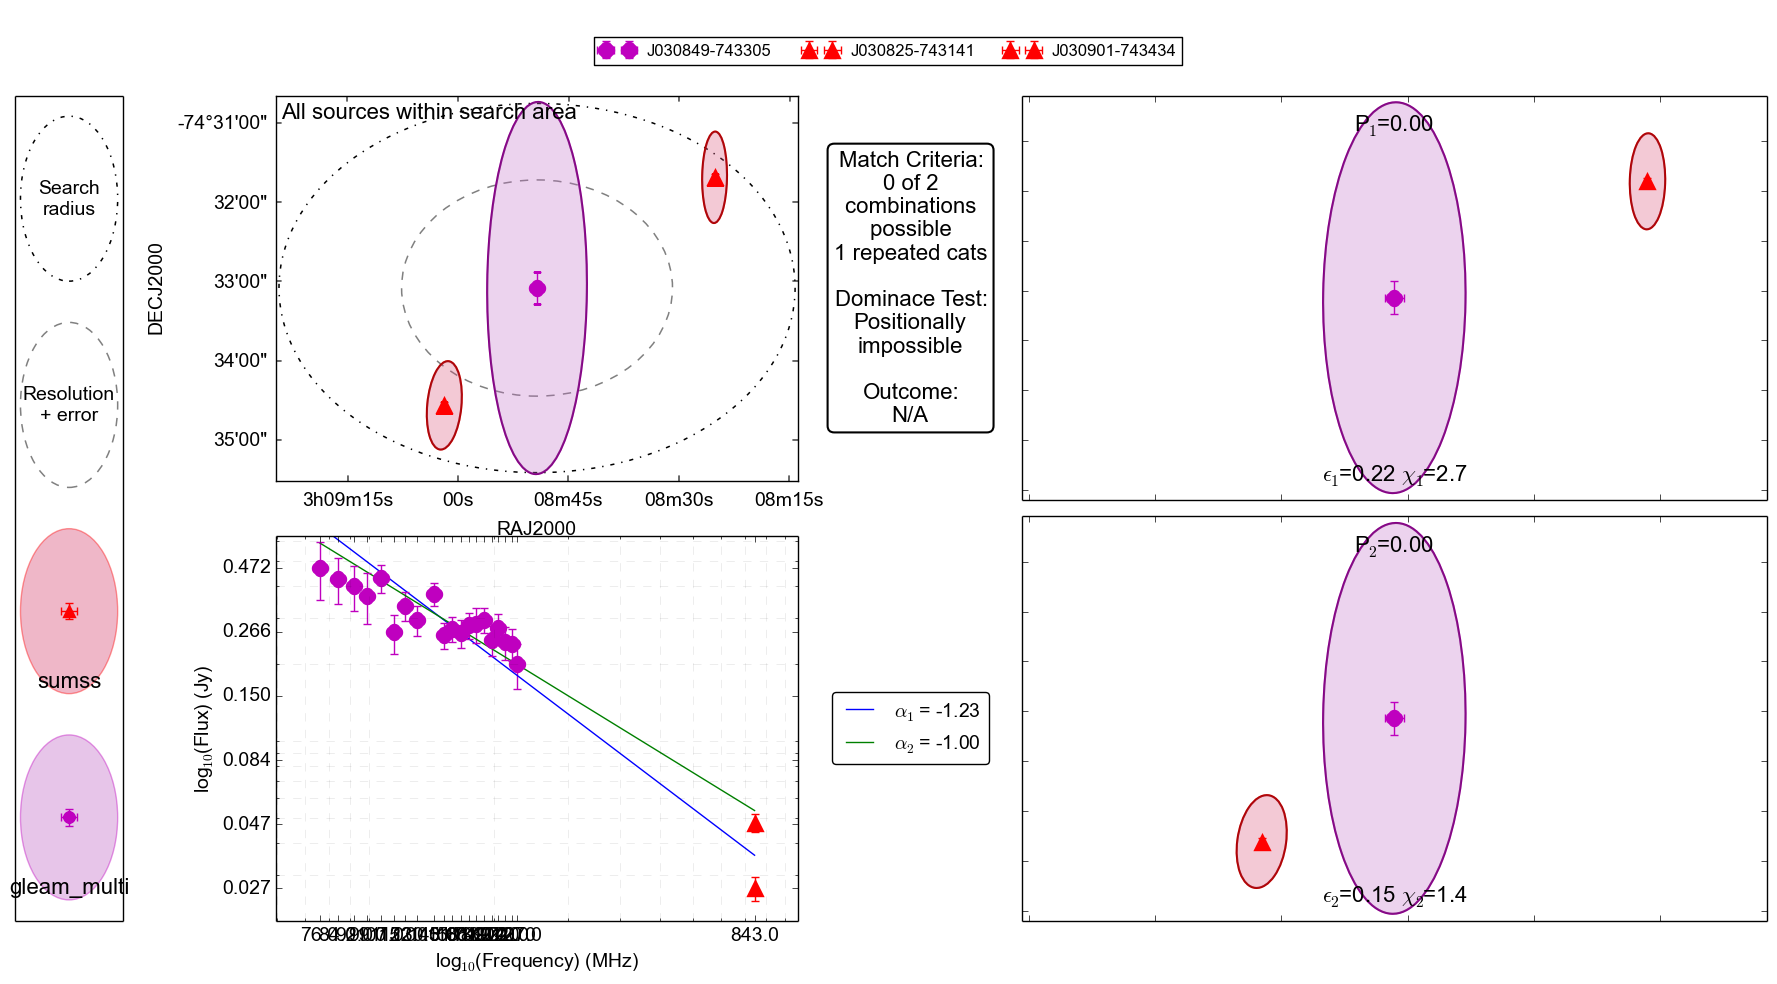 J030849-743305 J030825-743141 J030901-743434
All sources within search area
-74°31'00"
32'00"
33'00"
34'00"
35'00"
DECJ2000
3h09m15s 00s 08m45s 08m30s 08m15s
RAJ2000
Search
radius
Resolution
+ error
sumss
gleam_multi
Match Criteria:
0 of 2
combinations
possible
1 repeated cats
Dominace Test:
Positionally
impossible
Outcome:
N/A
P1=0.00
ϵ1=0.22 χ1=2.7
P2=0.00
ϵ2=0.15 χ2=1.4
0.472
0.266
0.150
0.084
0.047
0.027
log10(Flux) (Jy)
843.0
log10(Frequency) (MHz)
α1 = -1.23
α2 = -1.00